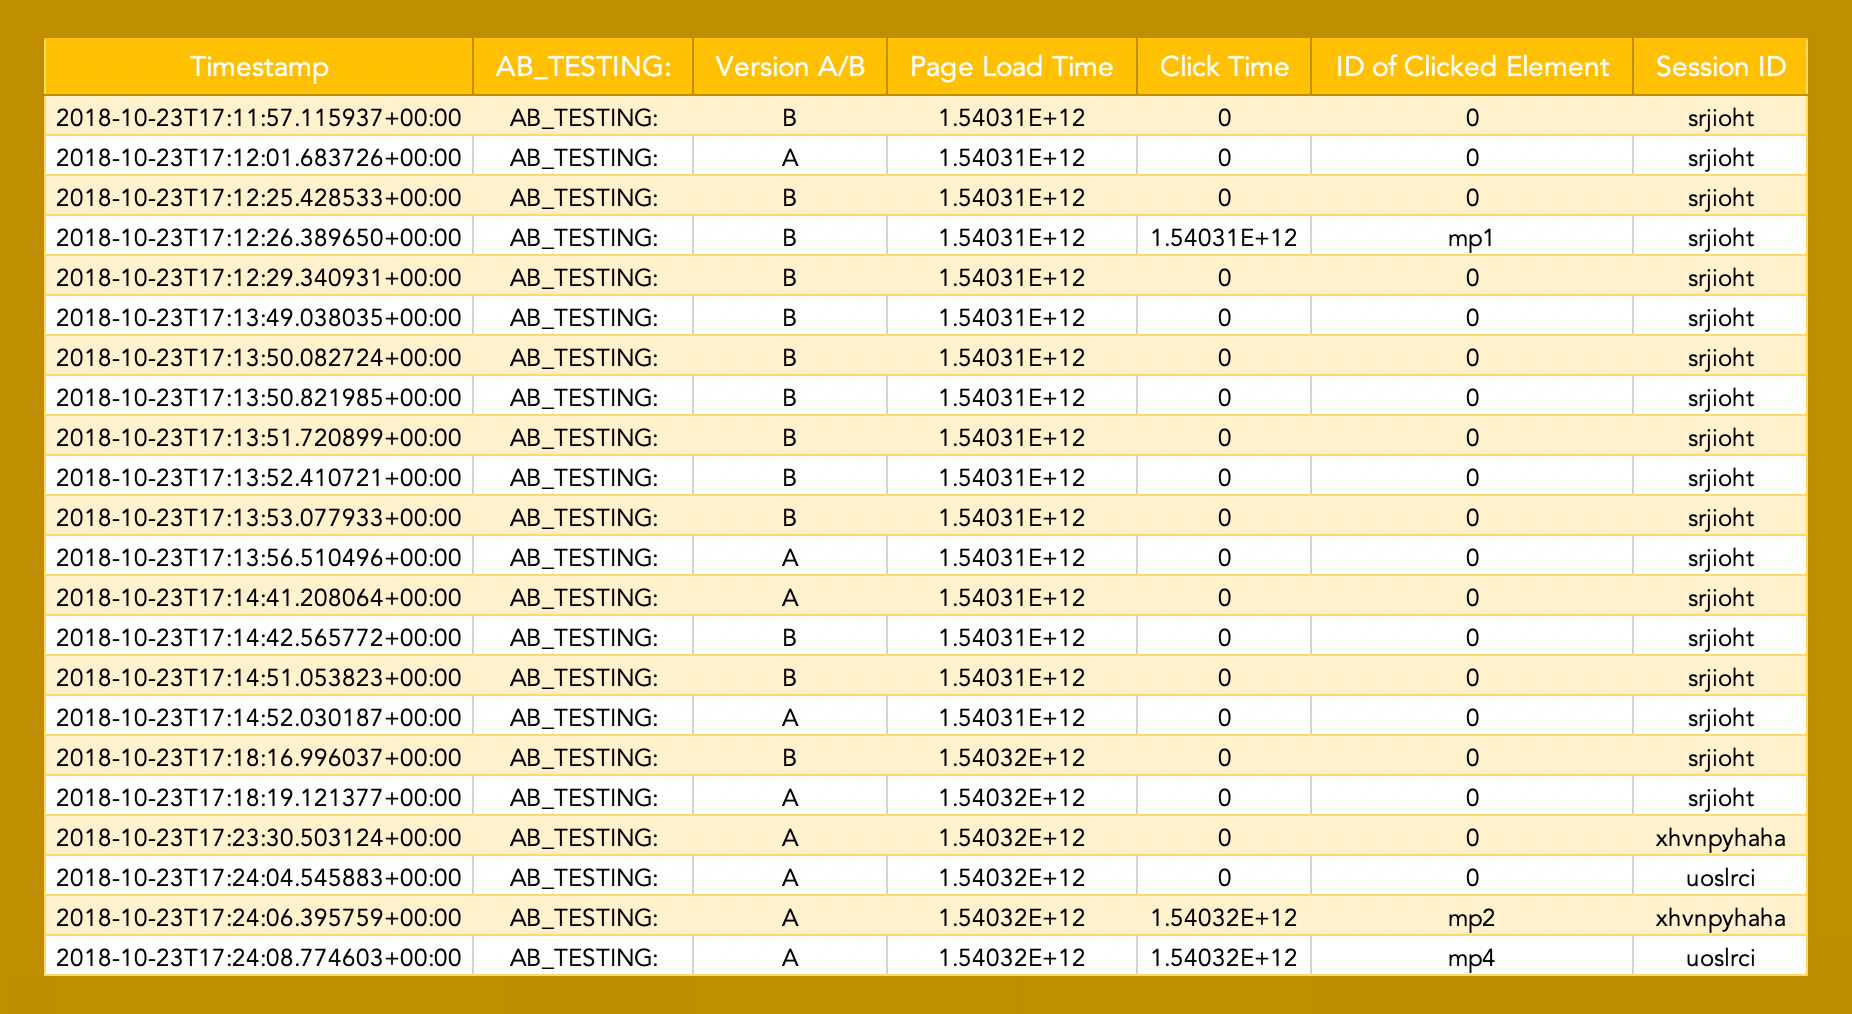 Timestamp AB_TESTING: Version A/B Page Load Time Click Time ID of Clicked Element Session ID
2018-10-23T17:11:57.115937+00:00 AB_TESTING: B 1.54031E+12 0 0 srjioht
2018-10-23T17:12:01.683726+00:00 AB_TESTING: A 1.54031E+12 0 0 srjioht
2018-10-23T17:12:25.428533+00:00 AB_TESTING: B 1.54031E+12 0 0 srjioht
2018-10-23T17:12:26.389650+00:00 AB_TESTING: B 1.54031E+12 1.54031E+12 mp1 srjioht
2018-10-23T17:12:29.340931+00:00 AB_TESTING: B 1.54031E+12 0 0 srjioht
2018-10-23T17:13:49.038035+00:00 AB_TESTING: B 1.54031E+12 0 0 srjioht
2018-10-23T17:13:50.082724+00:00 AB_TESTING: B 1.54031E+12 0 0 srjioht
2018-10-23T17:13:50.821985+00:00 AB_TESTING: B 1.54031E+12 0 0 srjioht
2018-10-23T17:13:51.720899+00:00 AB_TESTING: B 1.54031E+12 0 0 srjioht
2018-10-23T17:13:52.410721+00:00 AB_TESTING: B 1.54031E+12 0 0 srjioht
2018-10-23T17:13:53.077933+00:00 AB_TESTING: B 1.54031E+12 0 0 srjioht
2018-10-23T17:13:56.510496+00:00 AB_TESTING: A 1.54031E+12 0 0 srjioht
2018-10-23T17:14:41.208064+00:00 AB_TESTING: A 1.54031E+12 0 0 srjioht
2018-10-23T17:14:42.565772+00:00 AB_TESTING: B 1.54031E+12 0 0 srjioht
2018-10-23T17:14:51.053823+00:00 AB_TESTING: B 1.54031E+12 0 0 srjioht
2018-10-23T17:14:52.030187+00:00 AB_TESTING: A 1.54031E+12 0 0 srjioht
2018-10-23T17:18:16.996037+00:00 AB_TESTING: B 1.54032E+12 0 0 srjioht
2018-10-23T17:18:19.121377+00:00 AB_TESTING: A 1.54032E+12 0 0 srjioht
2018-10-23T17:23:30.503124+00:00 AB_TESTING: A 1.54032E+12 0 0 xhvnpyhaha
2018-10-23T17:24:04.545883+00:00 AB_TESTING: A 1.54032E+12 0 0 uoslrci
2018-10-23T17:24:06.395759+00:00 AB_TESTING: A 1.54032E+12 1.54032E+12 mp2 xhvnpyhaha
2018-10-23T17:24:08.774603+00:00 AB_TESTING: A 1.54032E+12 1.54032E+12 mp4 uoslrci